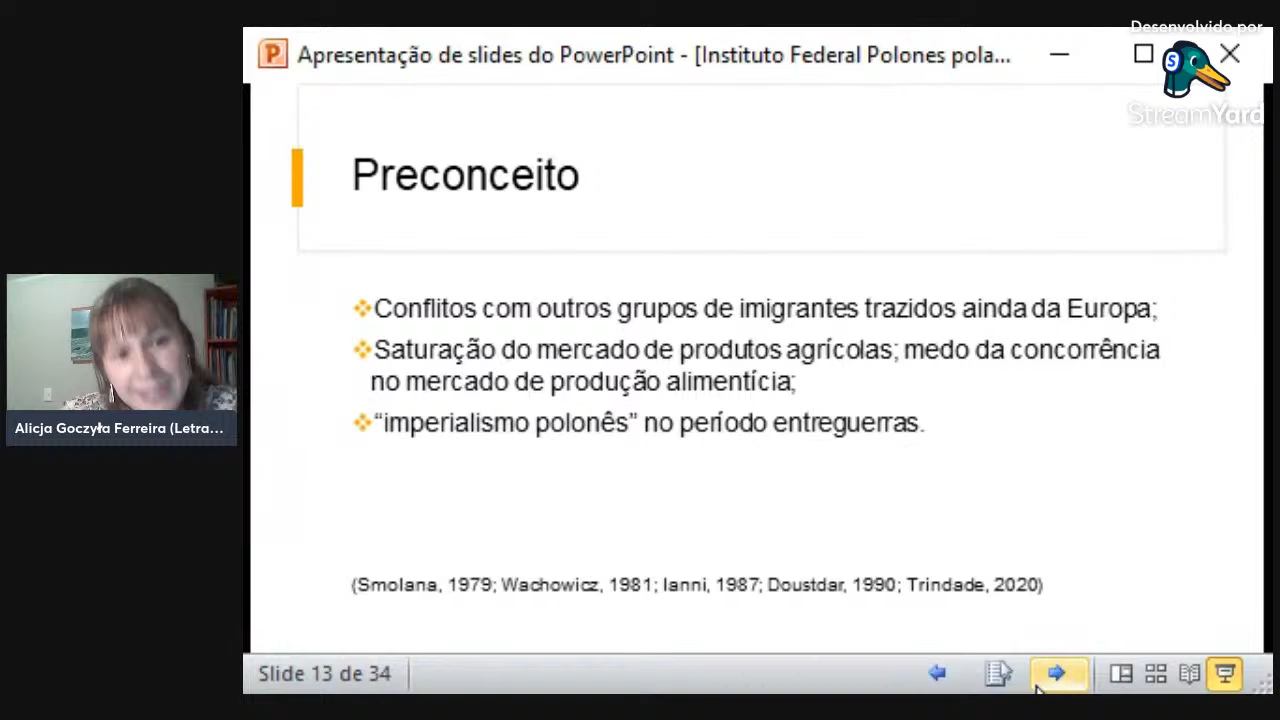 Desenvolvido por
StreamYard
Apresentação de slides do PowerPoint - [Instituto Federal Polones pola...
Preconceito
Conflitos com outros grupos de imigrantes trazidos ainda da Europa;
Saturação do mercado de produtos agrícolas; medo da concorrência
no mercado de produção alimentícia;
“imperialismo polonês” no período entreguerras.
Alicja Goczyła Ferreira (Letra...
(Smolana, 1979; Wachowicz, 1981; Ianni, 1987; Doustdar, 1990; Trindade, 2020)
Slide 13 de 34